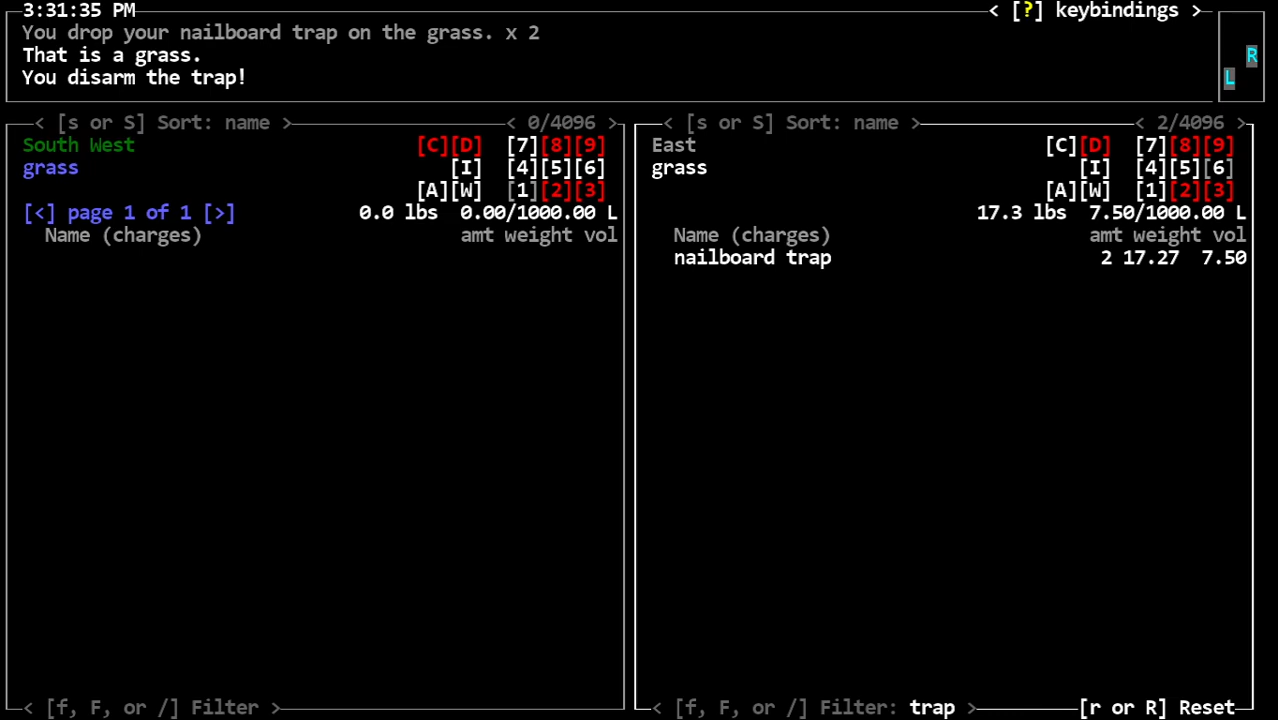 3:31:35 PM
< [?] keybindings >
You drop your nailboard trap on the grass. x 2
That is a grass.
You disarm the trap!
R
L
< [s or S] Sort: name >
< 0/4096 >
South West
[C][D] [7][8][9]
grass
[I] [4][5][6]
[A][W] [1][2][3]
[<] page 1 of 1 [>]
0.0 lbs 0.00/1000.00 L
Name (charges)
amt weight vol
< [f, F, or /] Filter >
< [s or S] Sort: name >
< 2/4096 >
East
[C][D] [7][8][9]
grass
[I] [4][5][6]
[A][W] [1][2][3]
17.3 lbs 7.50/1000.00 L
Name (charges)
amt weight vol
nailboard trap
2 17.27 7.50
< [f, F, or /] Filter: trap >
[r or R] Reset